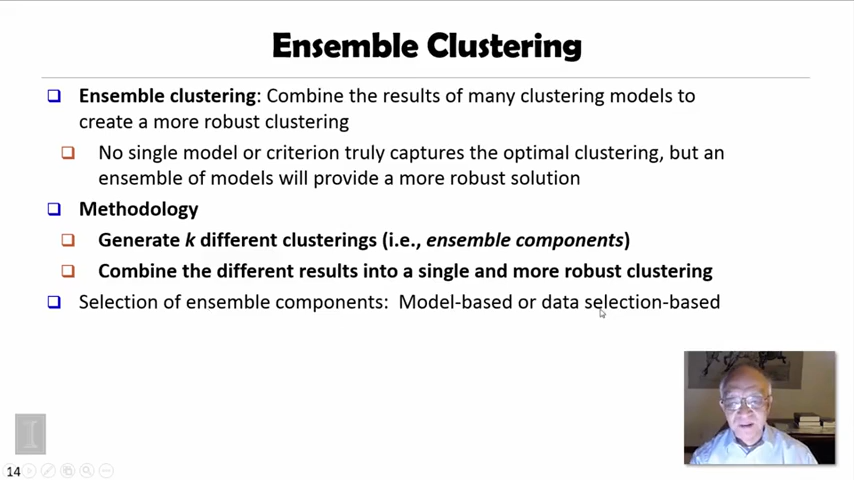 Ensemble Clustering
Ensemble clustering: Combine the results of many clustering models to
create a more robust clustering
No single model or criterion truly captures the optimal clustering, but an
ensemble of models will provide a more robust solution
Methodology
Generate k different clusterings (i.e., ensemble components)
Combine the different results into a single and more robust clustering
Selection of ensemble components: Model-based or data selection-based
I
14